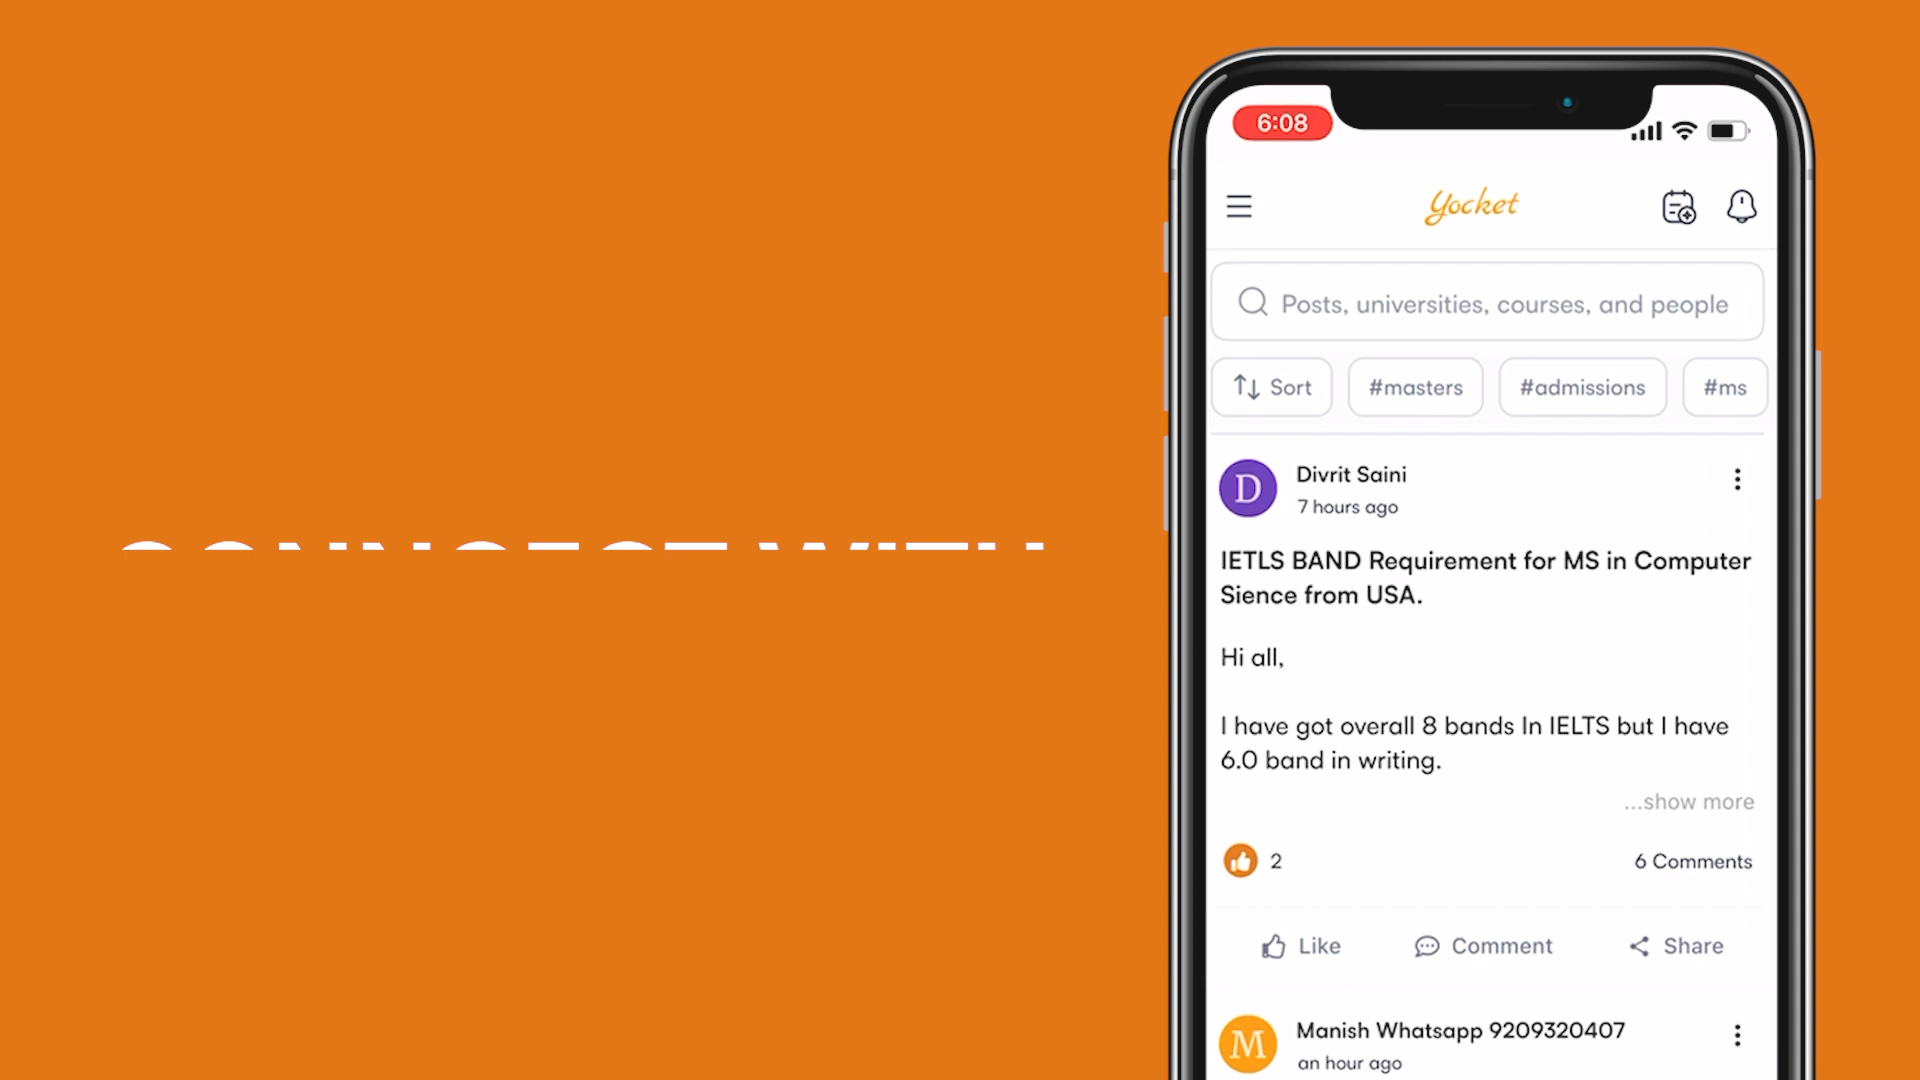 6:08
Yocket
Posts, universities, courses, and people
Sort
#masters
#admissions
#ms
D
Divrit Saini
7 hours ago
IETLS BAND Requirement for MS in Computer
Sience from USA.
Hi all,
I have got overall 8 bands In IELTS but I have
6.0 band in writing.
...show more
2
6 Comments
Like
Comment
Share
M
Manish Whatsapp 9209320407
an hour ago